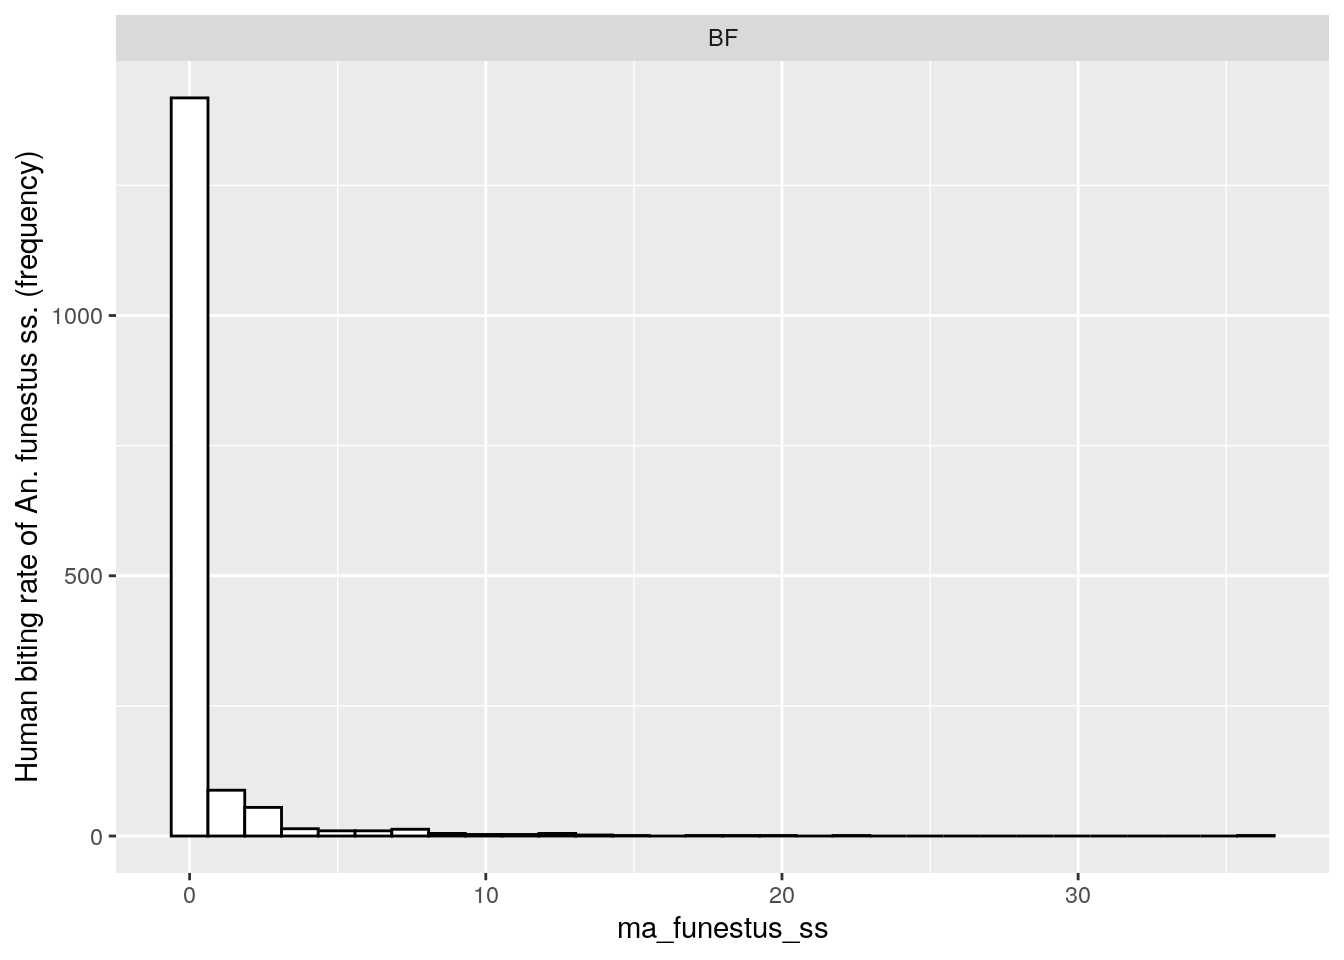 BF
Human biting rate of An. funestus ss. (frequency)
1000
500
0
0 10 20 30
ma_funestus_ss